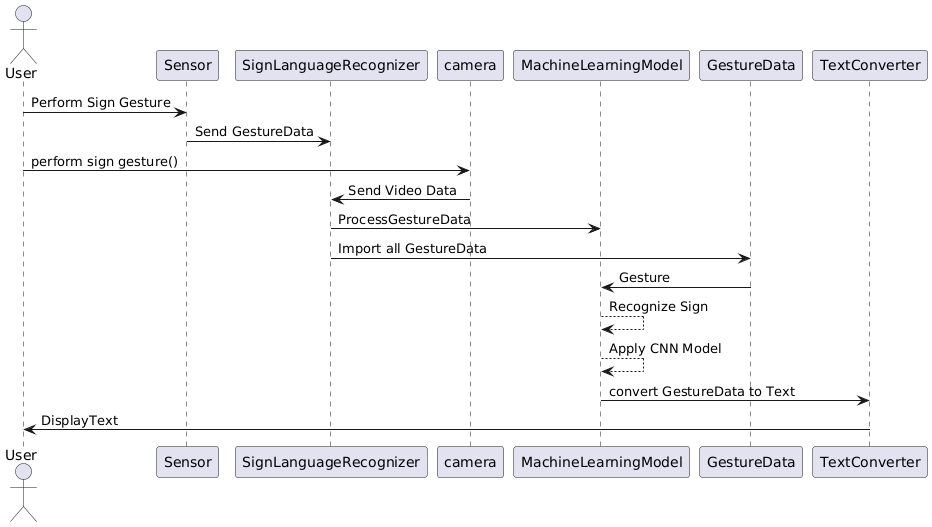 User
Sensor
SignLanguageRecognizer
camera
MachineLearningModel
GestureData
TextConverter
Perform Sign Gesture
Send GestureData
perform sign gesture()
Send Video Data
ProcessGestureData
Import all GestureData
Gesture
Recognize Sign
Apply CNN Model
convert GestureData to Text
DisplayText
User
Sensor
SignLanguageRecognizer
camera
MachineLearningModel
GestureData
TextConverter